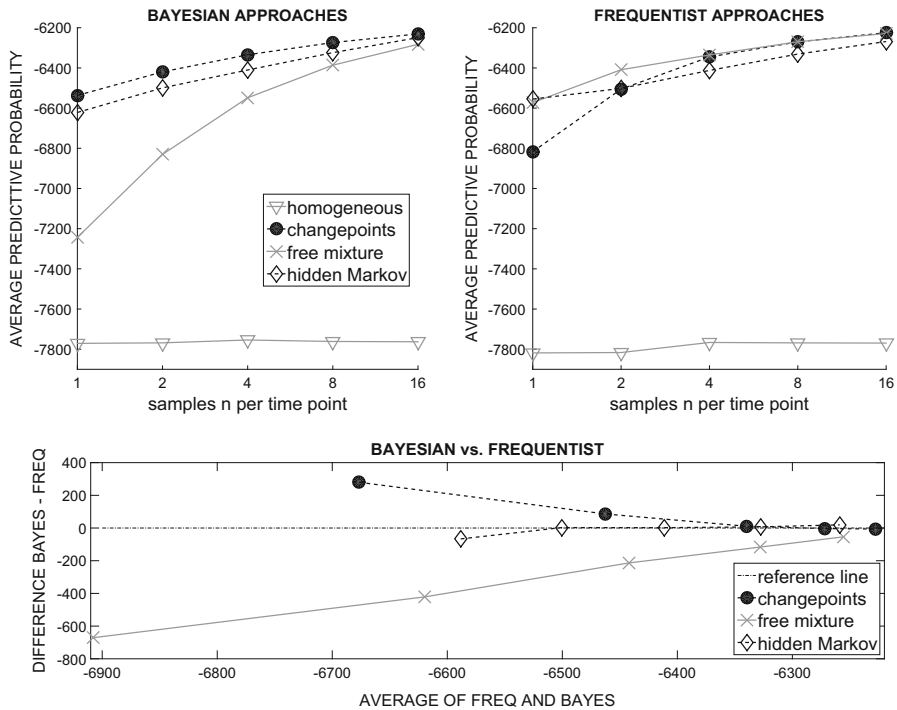 BAYESIAN APPROACHES
AVERAGE PREDICTTIVE PROBABILITY
-6200
-6400
-6600
-6800
-7000
-7200
-7400
-7600
-7800
homogeneous
changepoints
free mixture
hidden Markov
1
2
4
8
16
samples n per time point
FREQUENTIST APPROACHES
AVERAGE PREDICTIVE PROBABILITY
-6200
-6400
-6600
-6800
-7000
-7200
-7400
-7600
-7800
1
2
4
8
16
samples n per time point
BAYESIAN vs. FREQUENTIST
DIFFERENCE BAYES - FREQ
400
200
0
-200
-400
-600
-800
reference line
changepoints
free mixture
hidden Markov
-6900
-6800
-6700
-6600
-6500
-6400
-6300
AVERAGE OF FREQ AND BAYES